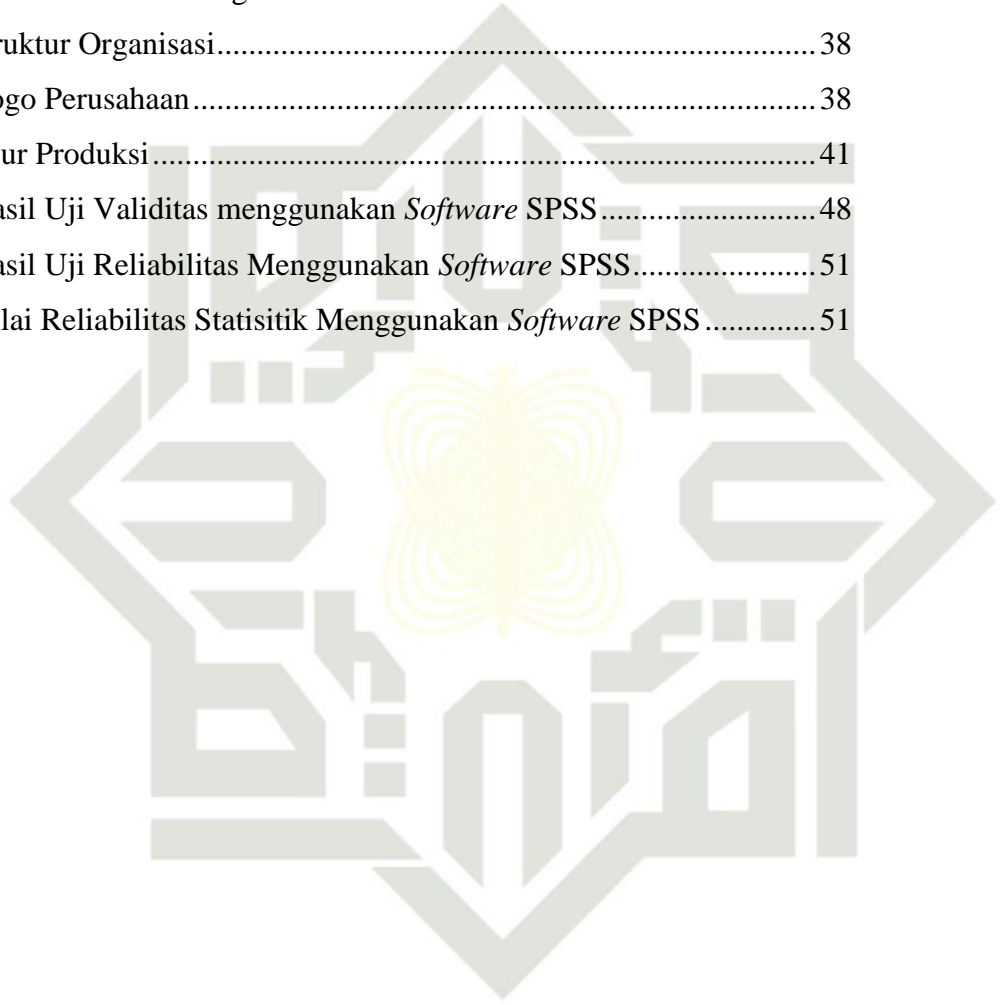 ruktur Organisasi........................................................................... 38
ogo Perusahaan.............................................................................. 38
ur Produksi................................................................................... 41
asil Uji Validitas menggunakan Software SPSS.......................... 48
asil Uji Reliabilitas Menggunakan Software SPSS...................... 51
lai Reliabilitas Statisitik Menggunakan Software SPSS.............. 51